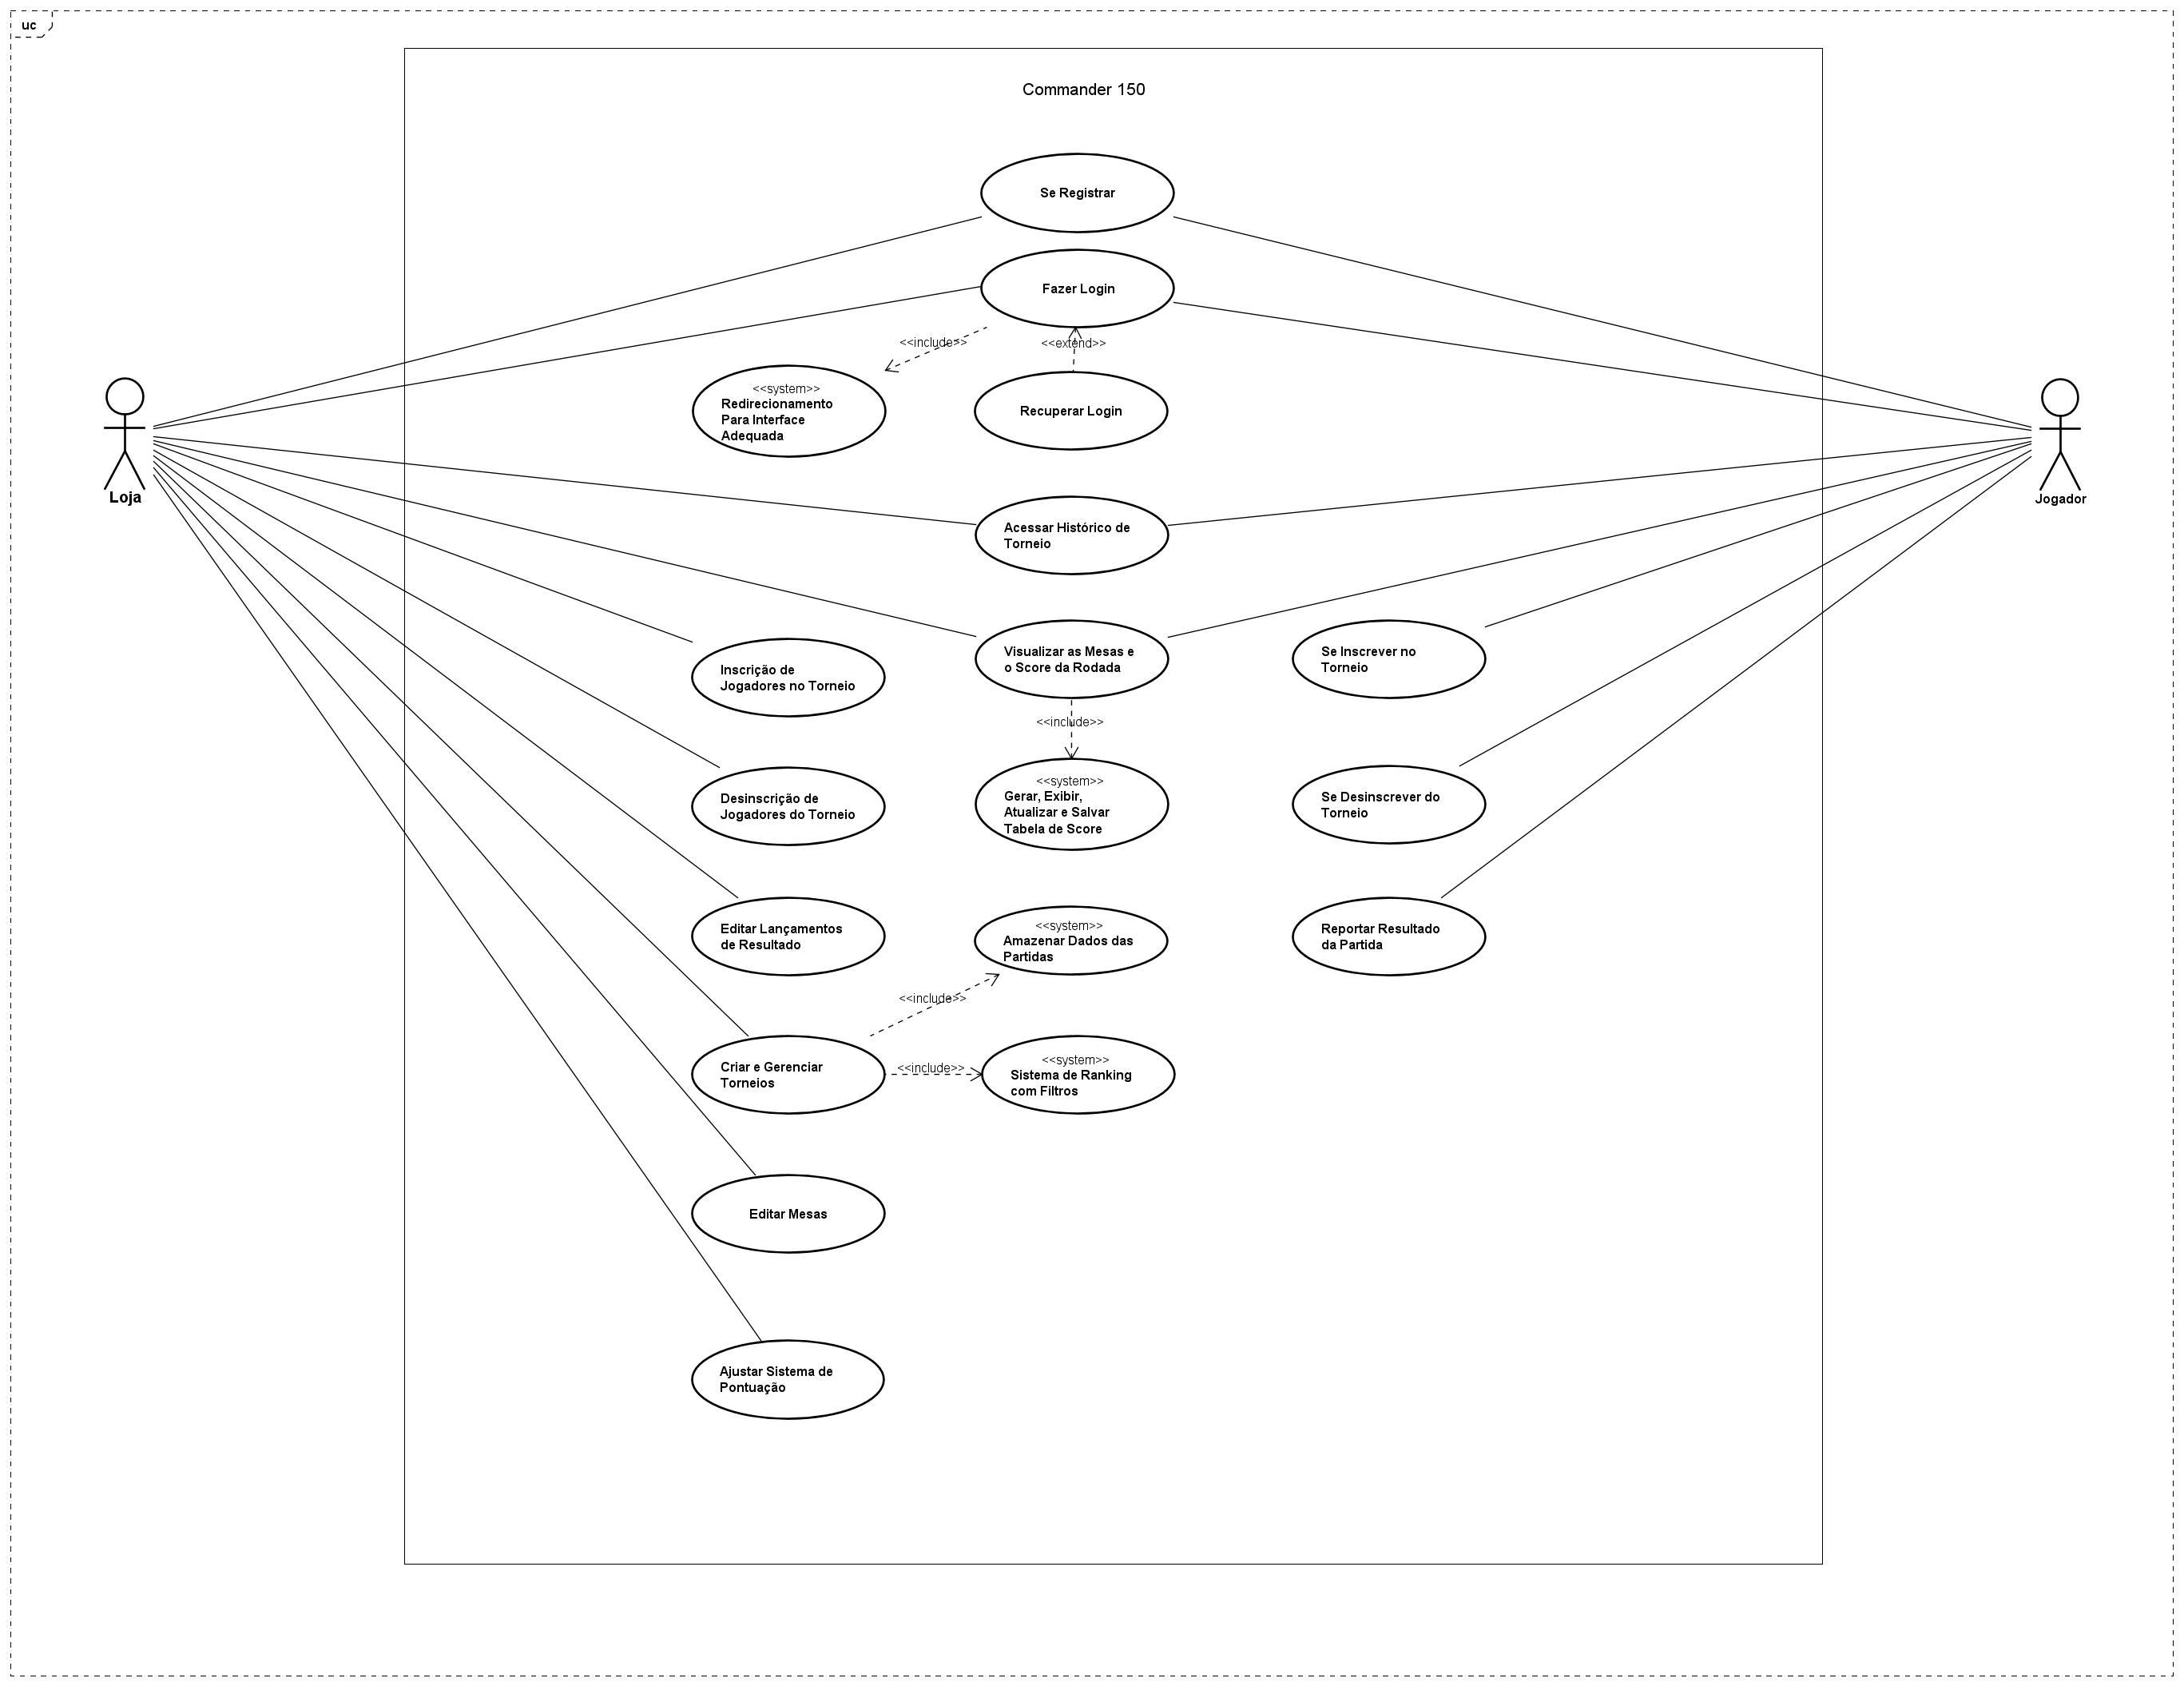 uc
Commander 150
Se Registrar
Fazer Login
<<include>>
<<extend>>
<<system>>
Redirecionamento
Para Interface
Adequada
Recuperar Login
Loja
Jogador
Acessar Histórico de
Torneio
Inscrição de
Jogadores no Torneio
Visualizar as Mesas e
o Score da Rodada
Se Inscrever no
Torneio
<<include>>
Desinscrição de
Jogadores do Torneio
<<system>>
Gerar, Exibir,
Atualizar e Salvar
Tabela de Score
Se Desinscrever do
Torneio
Editar Lançamentos
de Resultado
<<system>>
Amazenar Dados das
Partidas
Reportar Resultado
da Partida
<<include>>
Criar e Gerenciar
Torneios
<<include>>
<<system>>
Sistema de Ranking
com Filtros
Editar Mesas
Ajustar Sistema de
Pontuação